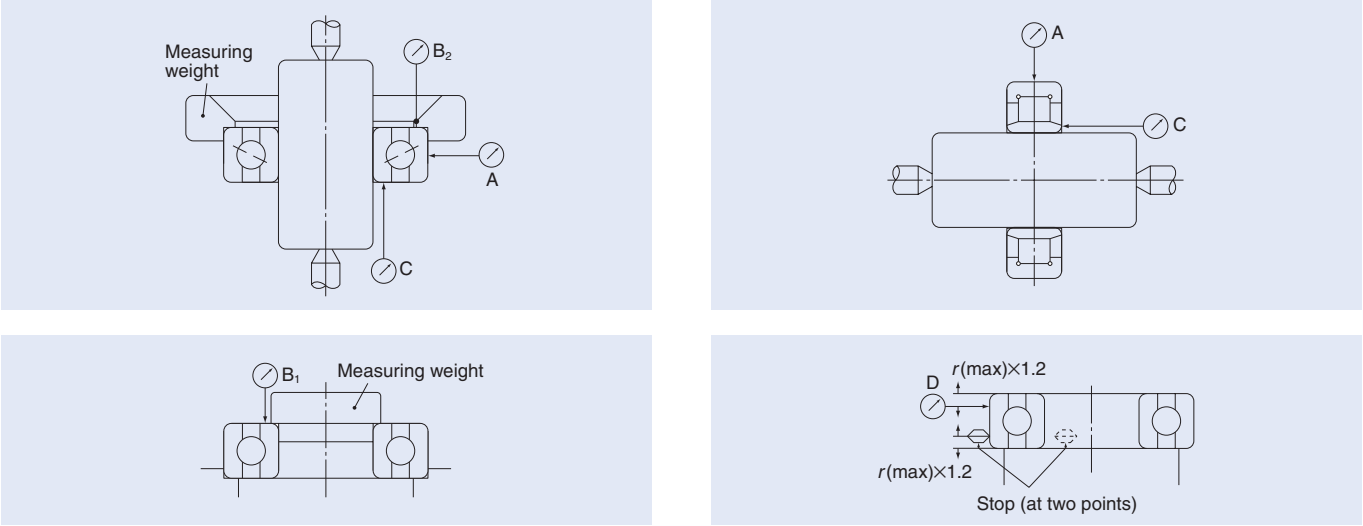 Measuring
weight
B₂
A
C
A
C
B₁
Measuring weight
D
r(max)×1.2
r(max)×1.2
Stop (at two points)